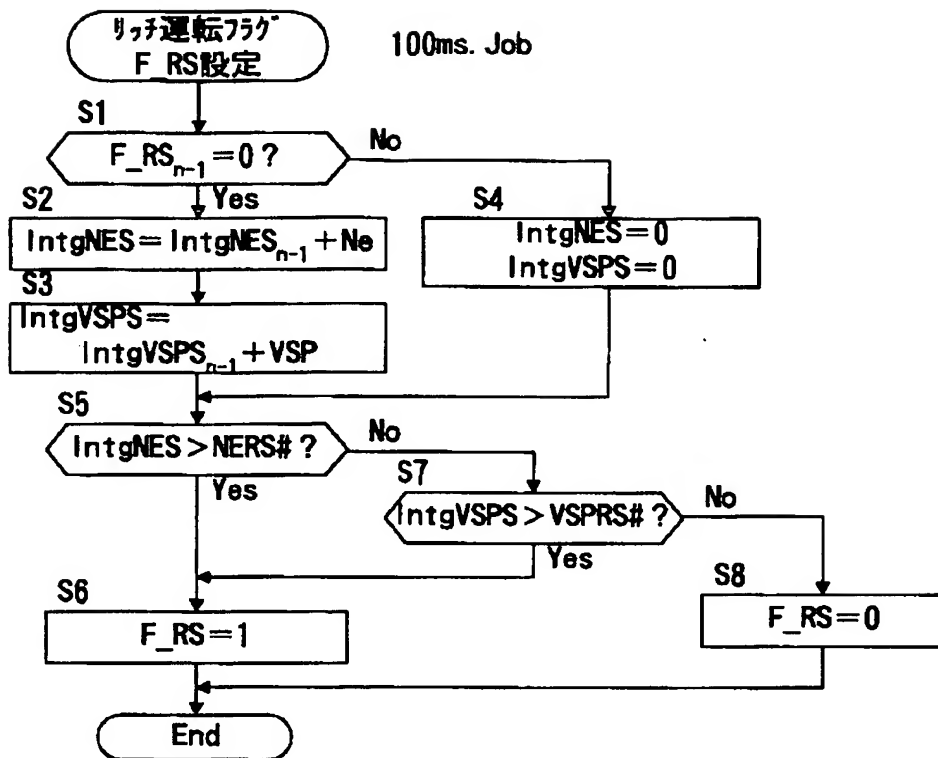 リッチ運転フラグ
F_RS設定
100ms. Job
S1
F_RSn-1=0?
No
Yes
S2
IntgNES=IntgNESn-1+Ne
S3
IntgVSPS=
IntgVSPSn-1+VSP
S4
IntgNES=0
IntgVSPS=0
S5
IntgNES>NERS#?
No
Yes
S7
IntgVSPS>VSPRS#?
No
Yes
S6
F_RS=1
S8
F_RS=0
End